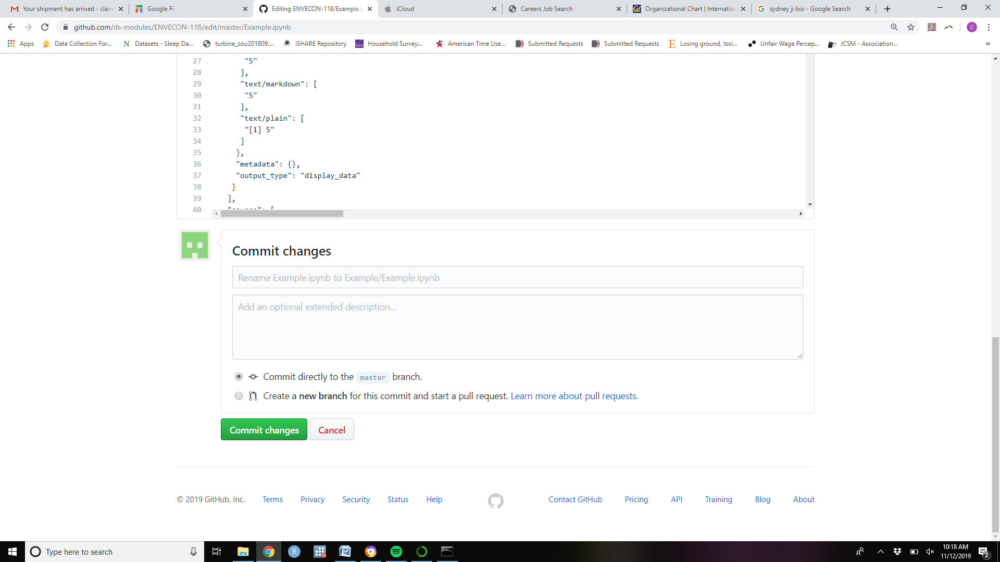 Your shipment has arrived - claire
Google Fi
Editing ENVECON-118/Example.i
iCloud
Careers Job Search
Organizational Chart | Internation
sydney ji bio - Google Search
github.com/ds-modules/ENVECON-118/edit/master/Example.ipynb
C
Apps
Data Collection For...
N
Datasets - Sleep Da...
turbine_zou201809....
iSHARE Repository
RAND
Household Survey...
American Time Use...
Submitted Requests
Submitted Requests
E
Losing ground, losi...
Unfair Wage Percep...
JCSM - Association...
»
27 "5"
28 ],
29 "text/markdown": [
30 "5"
31 ],
32 "text/plain": [
33 "[1] 5"
34 ]
35 },
36 "metadata": {},
37 "output_type": "display_data"
38 }
39 ],
40 "source": [
Commit changes
Rename Example.ipynb to Example/Example.ipynb
Add an optional extended description...
Commit directly to the master branch.
Create a new branch for this commit and start a pull request. Learn more about pull requests.
Commit changes
Cancel
© 2019 GitHub, Inc.
Terms
Privacy
Security
Status
Help
Contact GitHub
Pricing
API
Training
Blog
About
Type here to search
R
14
W
10:18 AM
11/12/2019
2